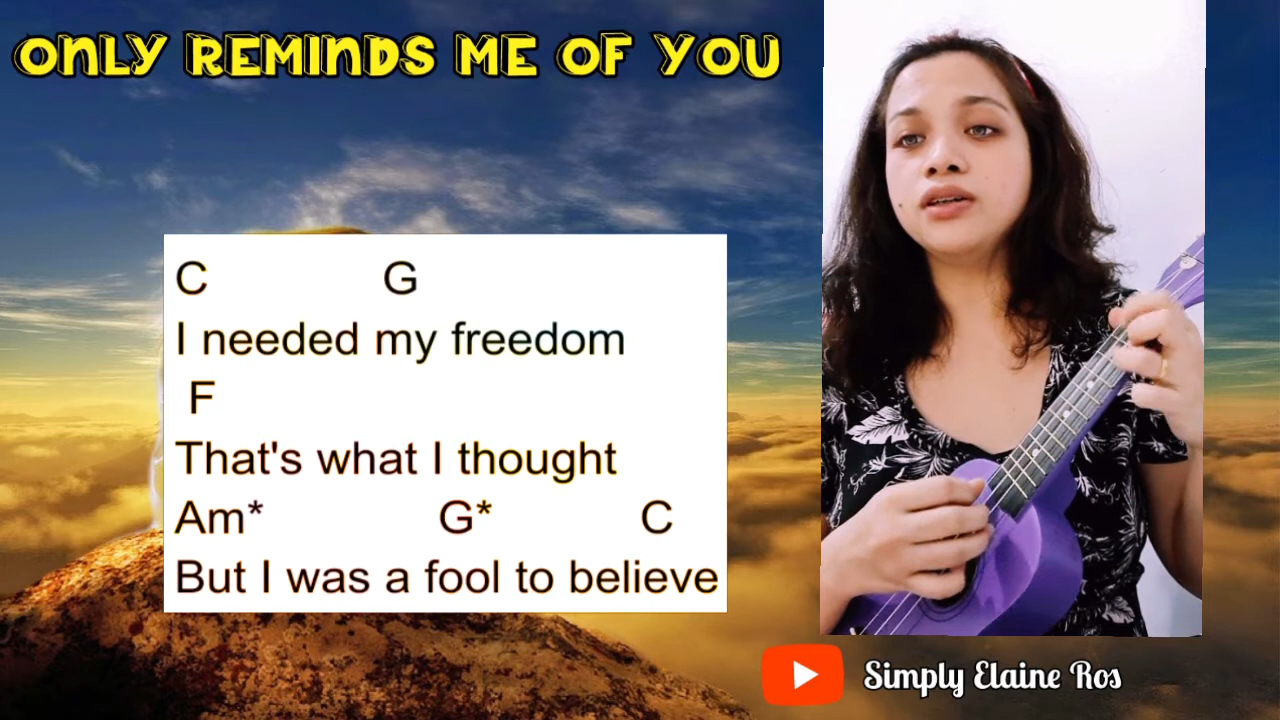 ONLY REMINDS ME OF YOU
C G
I needed my freedom
F
That's what I thought
Am* G* C
But I was a fool to believe
Simply Elaine Ros